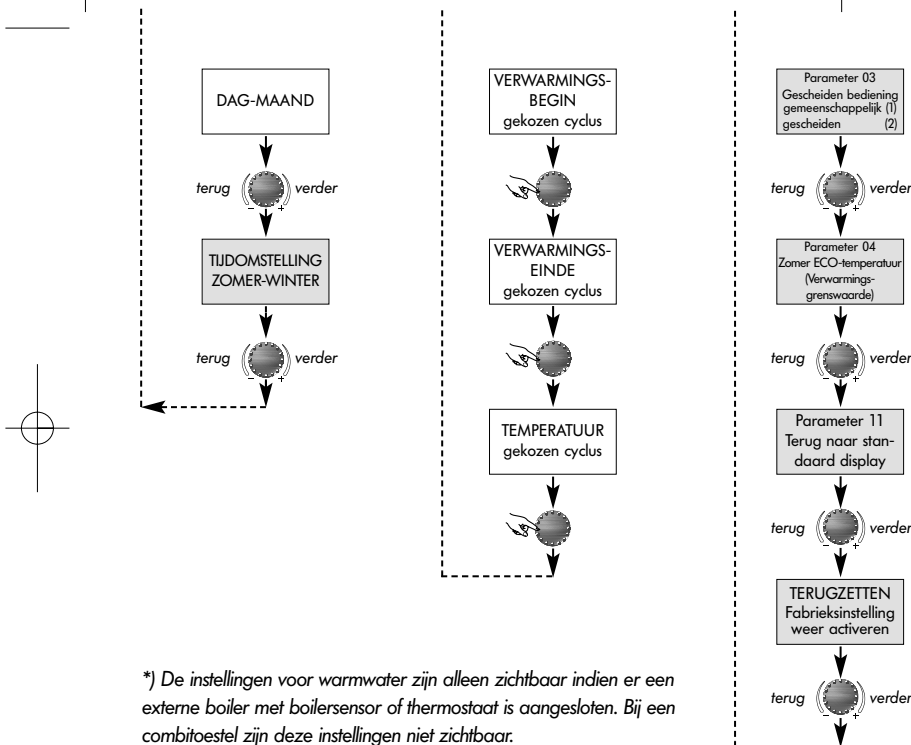 DAG-MAAND
terug
verder
- +
TIJDOMSTELLING
ZOMER-WINTER
terug
verder
- +
VERWARMINGS-
BEGIN
gekozen cyclus
VERWARMINGS-
EINDE
gekozen cyclus
TEMPERATUUR
gekozen cyclus
Parameter 03
Gescheiden bediening
gemeenschappelijk (1)
gescheiden (2)
terug
verder
- +
Parameter 04
Zomer ECO-temperatuur
(Verwarmings-
grenswaarde)
terug
verder
- +
Parameter 11
Terug naar stan-
daard display
terug
verder
- +
TERUGZETTEN
Fabrieksinstelling
weer activeren
terug
verder
- +
*) De instellingen voor warmwater zijn alleen zichtbaar indien er een
externe boiler met boilersensor of thermostaat is aangesloten. Bij een
combitoestel zijn deze instellingen niet zichtbaar.